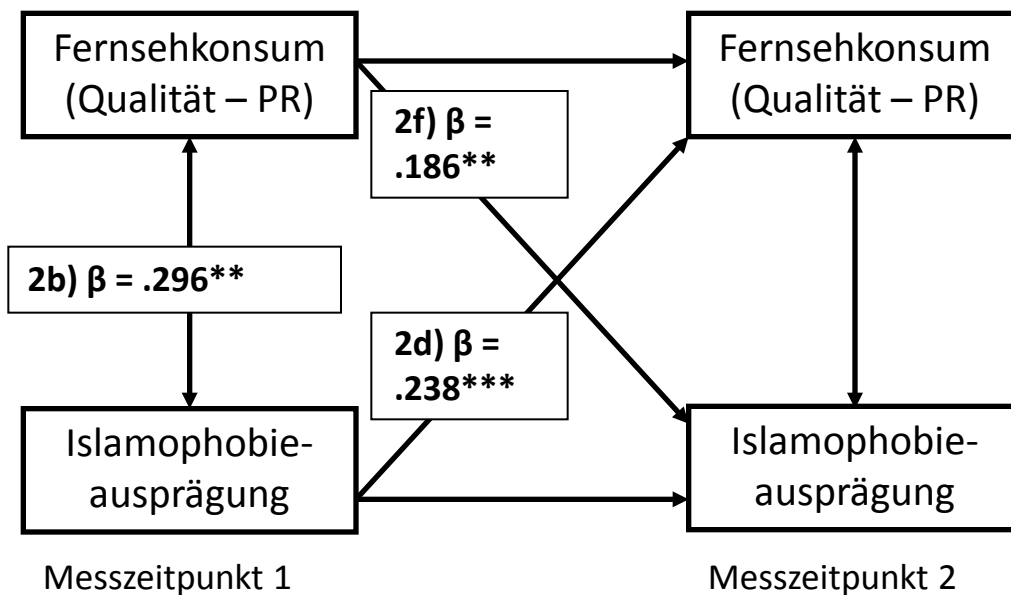 Fernsehkonsum
(Qualität – PR)
Fernsehkonsum
(Qualität – PR)
2f) β =
.186**
2b) β = .296**
2d) β =
.238***
Islamophobie-
ausprägung
Islamophobie-
ausprägung
Messzeitpunkt 1
Messzeitpunkt 2